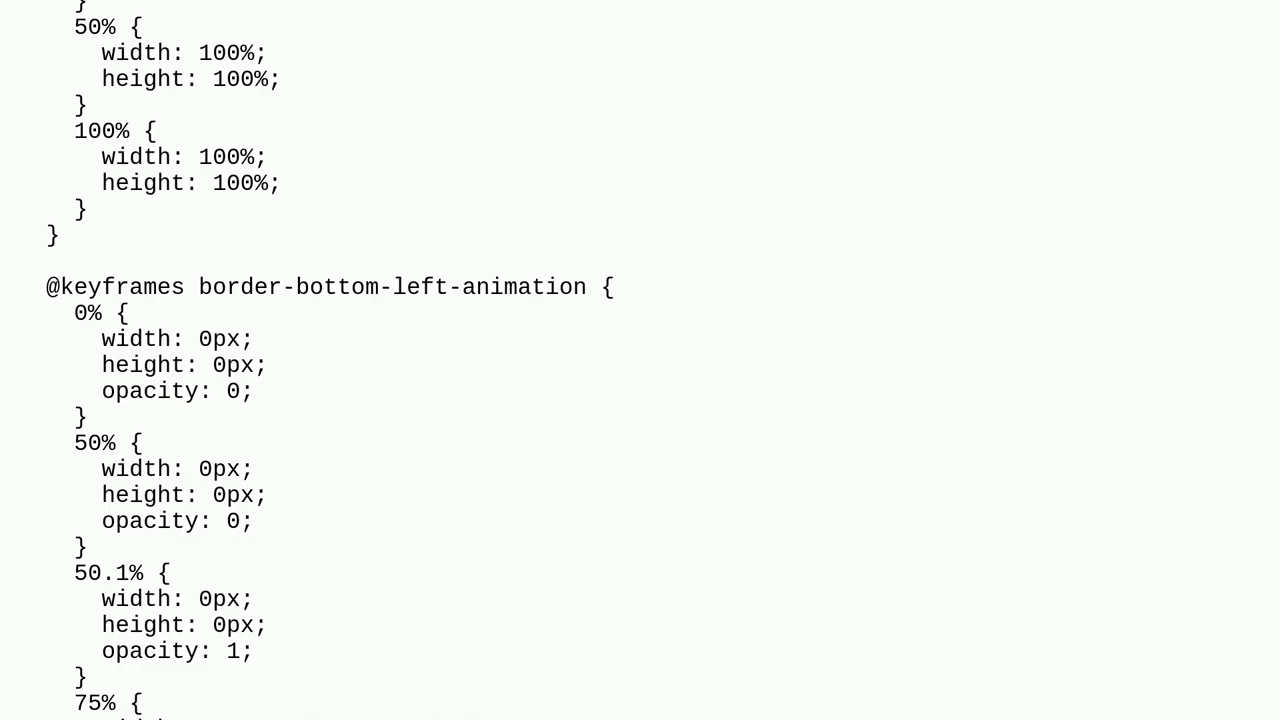 }
50% {
width: 100%;
height: 100%;
}
100% {
width: 100%;
height: 100%;
}
}
@keyframes border-bottom-left-animation {
0% {
width: 0px;
height: 0px;
opacity: 0;
}
50% {
width: 0px;
height: 0px;
opacity: 0;
}
50.1% {
width: 0px;
height: 0px;
opacity: 1;
}
75% {